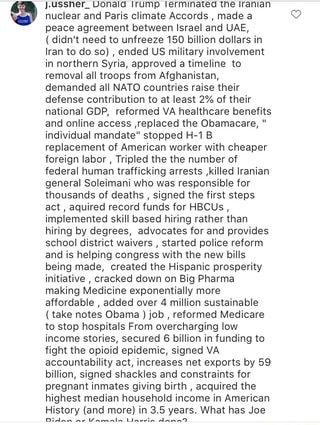 j.ussner_ Donald Trump Terminated the Iranian
nuclear and Paris climate Accords , made a
peace agreement between Israel and UAE,
( didn't need to unfreeze 150 billion dollars in
Iran to do so) , ended US military involvement
in northern Syria, approved a timeline  to
removal all troops from Afghanistan,
demanded all NATO countries raise their
defense contribution to at least 2% of their
national GDP,  reformed VA healthcare benefits
and online access ,replaced the Obamacare, "
individual mandate" stopped H-1 B
replacement of American worker with cheaper
foreign labor , Tripled the the number of
federal human trafficking arrests ,killed Iranian
general Soleimani who was responsible for
thousands of deaths , signed the first steps
act , aquired record funds for HBCUs ,
implemented skill based hiring rather than
hiring by degrees,  advocates for and provides
school district waivers , started police reform
and is helping congress with the new bills
being made,  created the Hispanic prosperity
initiative , cracked down on Big Pharma
making Medicine exponentially more
affordable , added over 4 million sustainable
( take notes Obama ) job , reformed Medicare
to stop hospitals From overcharging low
income stories, secured 6 billion in funding to
fight the opioid epidemic, signed VA
accountability act, increases net exports by 59
billion, signed shackles and constraints for
pregnant inmates giving birth , acquired the
highest median household income in American
History (and more) in 3.5 years. What has Joe
Biden or Kamala Harris done?